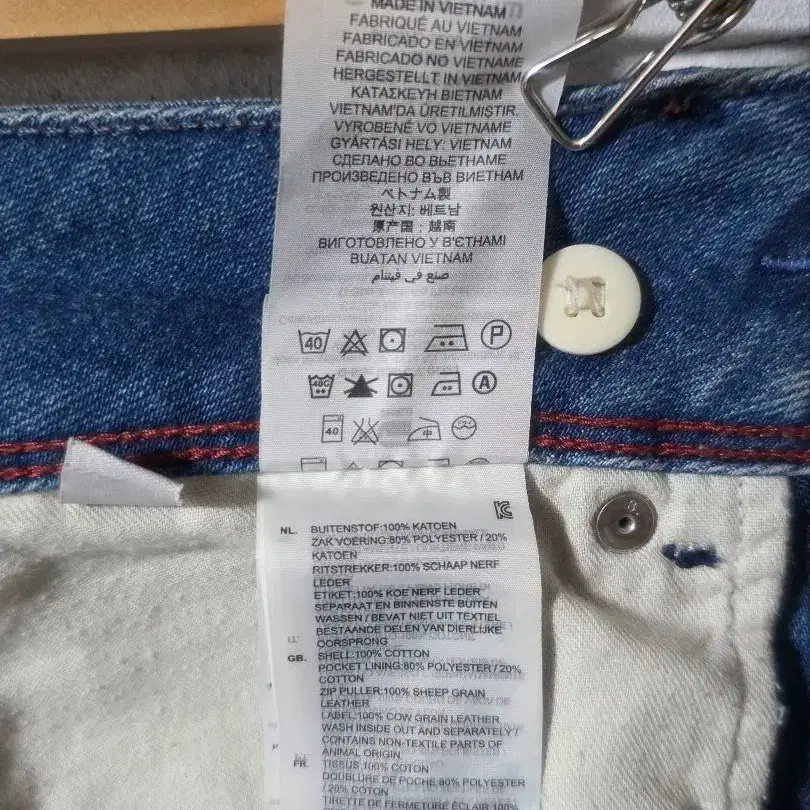 MADE IN VIETNAM
FABRIQUÉ AU VIETNAM
FABRICADO EN VIETNAM
FABRICADO NO VIETNAME
HERGESTELLT IN VIETNAM
ΚΑΤΑΣΚΕΥΗ ΒΙΕΤΝΑΜ
VIETNAM'DA ÜRETILMIŞTIR.
VYROBENÉ VO VIETNAME
GYÁRTÁSI HELY: VIETNAM
СДЕЛАНО ВО ВЬЕТНАМЕ
ПРОИЗВЕДЕНО ВЪВ ВИЕТНАМ
ベトナム製
원산지: 베트남
原产国：越南
ВИГОТОВЛЕНО У В'ЄТНАМІ
BUATAN VIETNAM
صنع في فيتنام
40 P
40C A
40 中
NL. BUITENSTOF:100% KATOEN
ZAK VOERING:80% POLYESTER / 20%
KATOEN
RITSTREKKER:100% SCHAAP NERF
LEDER
ETIKET:100% KOE NERF LEDER
SEPARAAT EN BINNENSTE BUITEN
WASSEN / BEVAT NIET UIT TEXTIEL
BESTAANDE DELEN VAN DIERLIJKE
OORSPRONG
GB. SHELL:100% COTTON
POCKET LINING:80% POLYESTER / 20%
COTTON
ZIP PULLER:100% SHEEP GRAIN
LEATHER
LABEL:100% COW GRAIN LEATHER
WASH INSIDE OUT AND SEPARATELY /
CONTAINS NON-TEXTILE PARTS OF
ANIMAL ORIGIN
FR. TISSUS:100% COTON
DOUBLURE DE POCHE:80% POLYESTER
/ 20% COTON
TIRETTE DE FERMETURE ÉCLAIR:100%